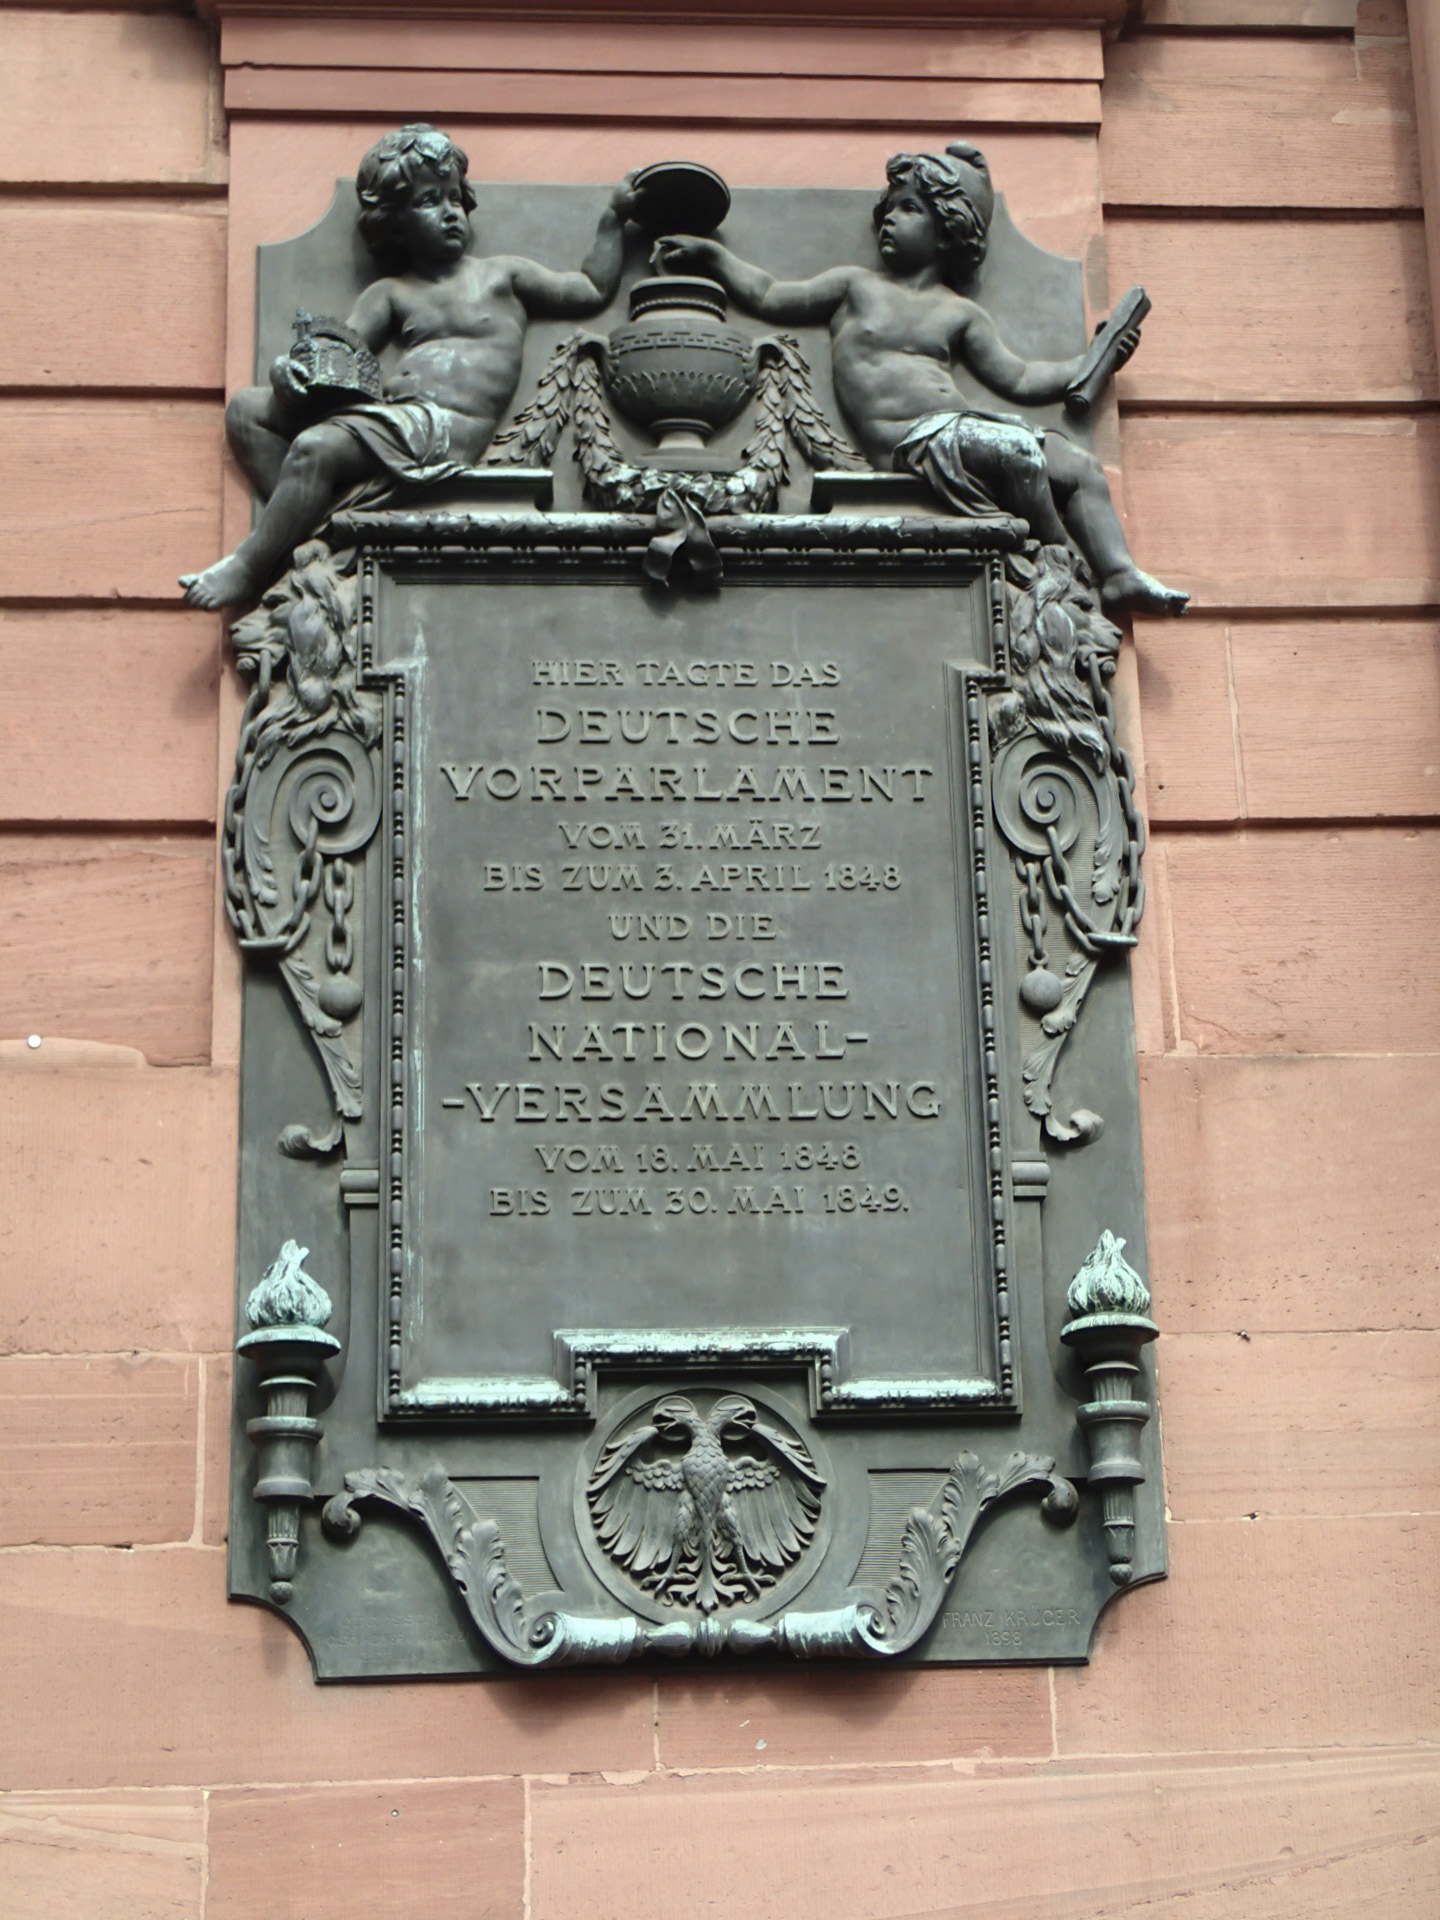 HIER TAGTE DAS
DEUTSCHE
VORPARLAMENT
VOM 31. MÄRZ
BIS ZUM 3. APRIL 1848
UND DIE
DEUTSCHE
NATIONAL-
-VERSAMMLUNG
VOM 18. MAI 1848
BIS ZUM 30. MAI 1849.
FRANZ KRÜGER
1898